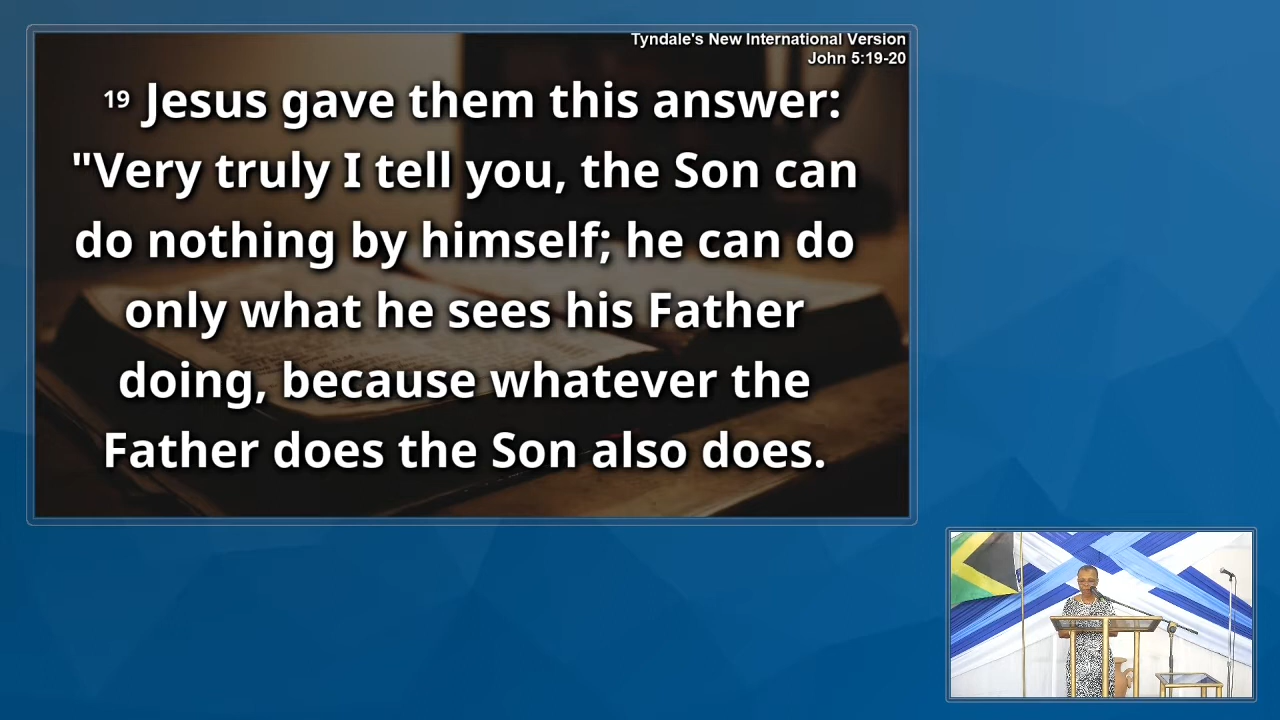 Tyndale's New International Version
John 5:19-20
19 Jesus gave them this answer:
"Very truly I tell you, the Son can
do nothing by himself; he can do
only what he sees his Father
doing, because whatever the
Father does the Son also does.